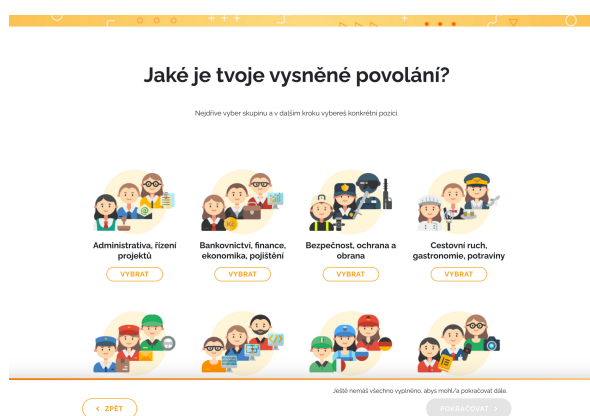 Jaké je tvoje vysněné povolání?
Nejdříve vyber skupinu a v dalším kroku vybereš konkrétní pozici.
Administrativa, řízení
projektů
VYBRAT
Bankovnictví, finance,
ekonomika, pojištění
VYBRAT
Bezpečnost, ochrana a
obrana
VYBRAT
Cestovní ruch,
gastronomie, potraviny
VYBRAT
Ještě nemáš všechno vyplněno, abys mohl/a pokračovat dále.
< ZPĚT
POKRAČOVAT >